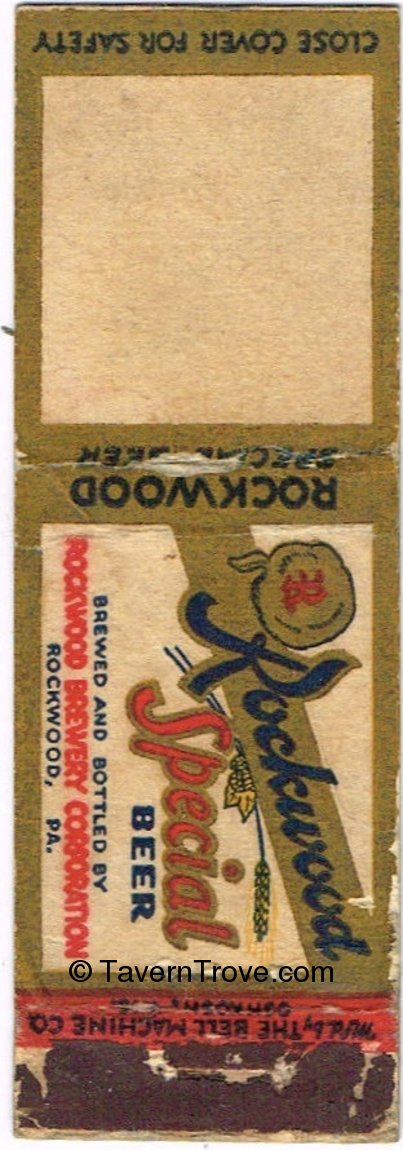 CLOSE COVER FOR SAFETY
SPECIAL BEER
ROCKWOOD
R
Rockwood
Special
BEER
BREWED AND BOTTLED BY
ROCKWOOD BREWERY CORPORATION
ROCKWOOD, PA.
© TavernTrove.com
Mf'd. by THE BELL MACHINE CO.
OSHKOSH, WIS.